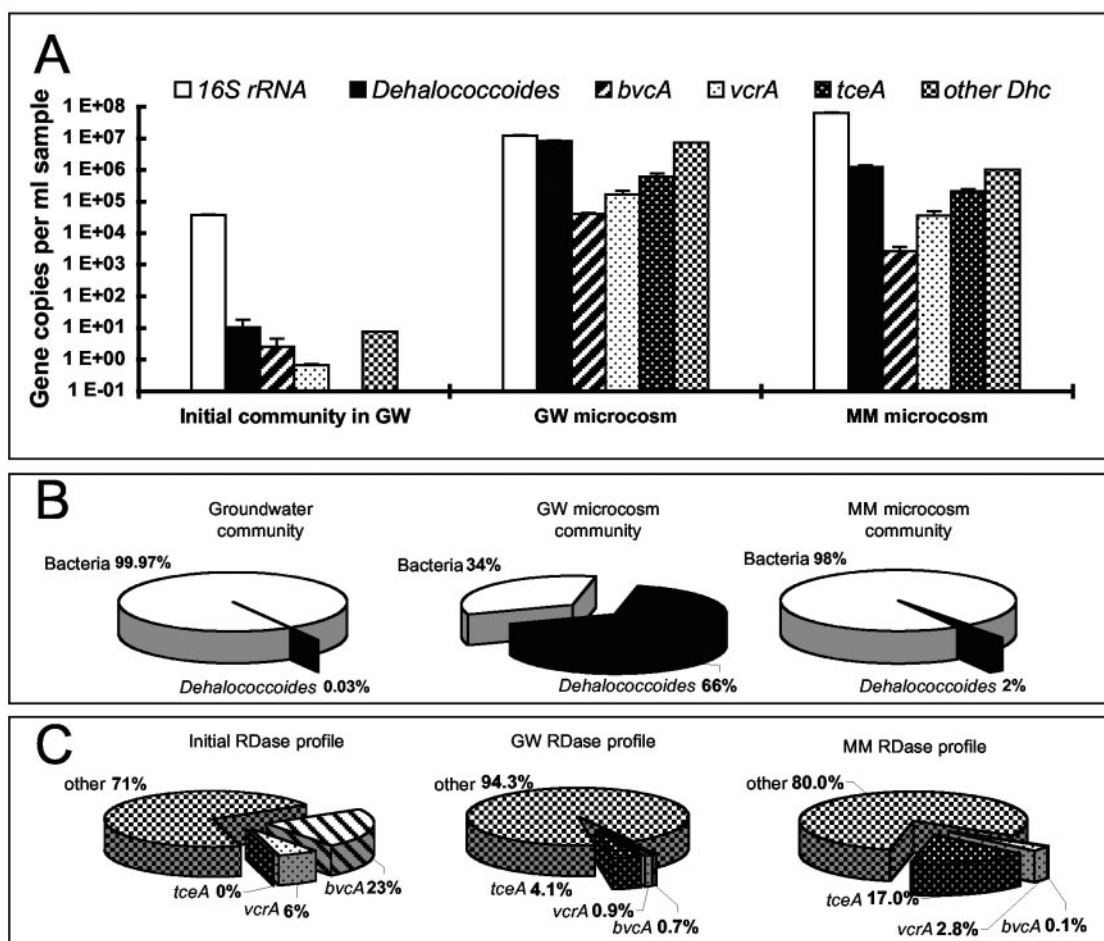 A
16S rRNA Dehalococcoides bvcA vcrA tceA other Dhc
Gene copies per ml sample
1 E+08
1 E+07
1 E+06
1 E+05
1 E+04
1 E+03
1 E+02
1 E+01
1 E+00
1 E-01
Initial community in GW GW microcosm MM microcosm
B
Groundwater community
GW microcosm community
MM microcosm community
Bacteria 99.97%
Bacteria 34%
Bacteria 98%
Dehalococcoides 0.03%
Dehalococcoides 66%
Dehalococcoides 2%
C
Initial RDase profile
GW RDase profile
MM RDase profile
other 71%
other 94.3%
other 80.0%
tceA 0%
vcrA 6%
bvcA 23%
tceA 4.1%
vcrA 0.9%
bvcA 0.7%
tceA 17.0%
vcrA 2.8%
bvcA 0.1%